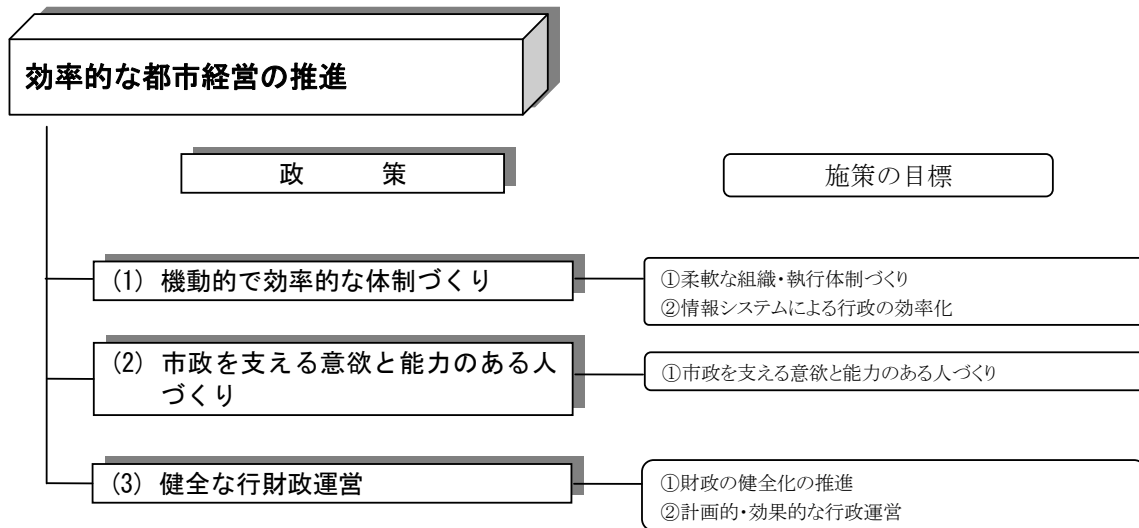 効率的な都市経営の推進
政　　策
施策の目標
(1) 機動的で効率的な体制づくり
①柔軟な組織・執行体制づくり
②情報システムによる行政の効率化
(2) 市政を支える意欲と能力のある人
づくり
①市政を支える意欲と能力のある人づくり
(3) 健全な行財政運営
①財政の健全化の推進
②計画的・効果的な行政運営